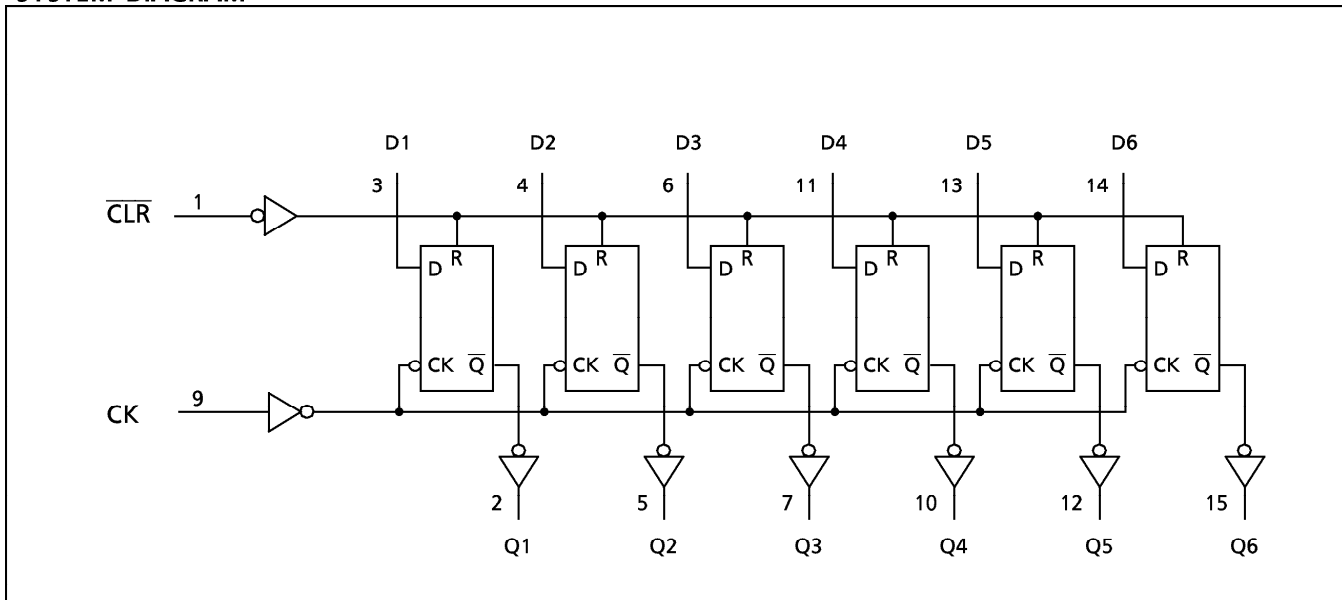 SYSTEM DIAGRAM
D1 D2 D3 D4 D5 D6
3 4 6 11 13 14
C̅L̅R̅ 1
R R R R R R
D D D D D D
CK Q̅ CK Q̅ CK Q̅ CK Q̅ CK Q̅ CK Q̅
CK 9
2 5 7 10 12 15
Q1 Q2 Q3 Q4 Q5 Q6